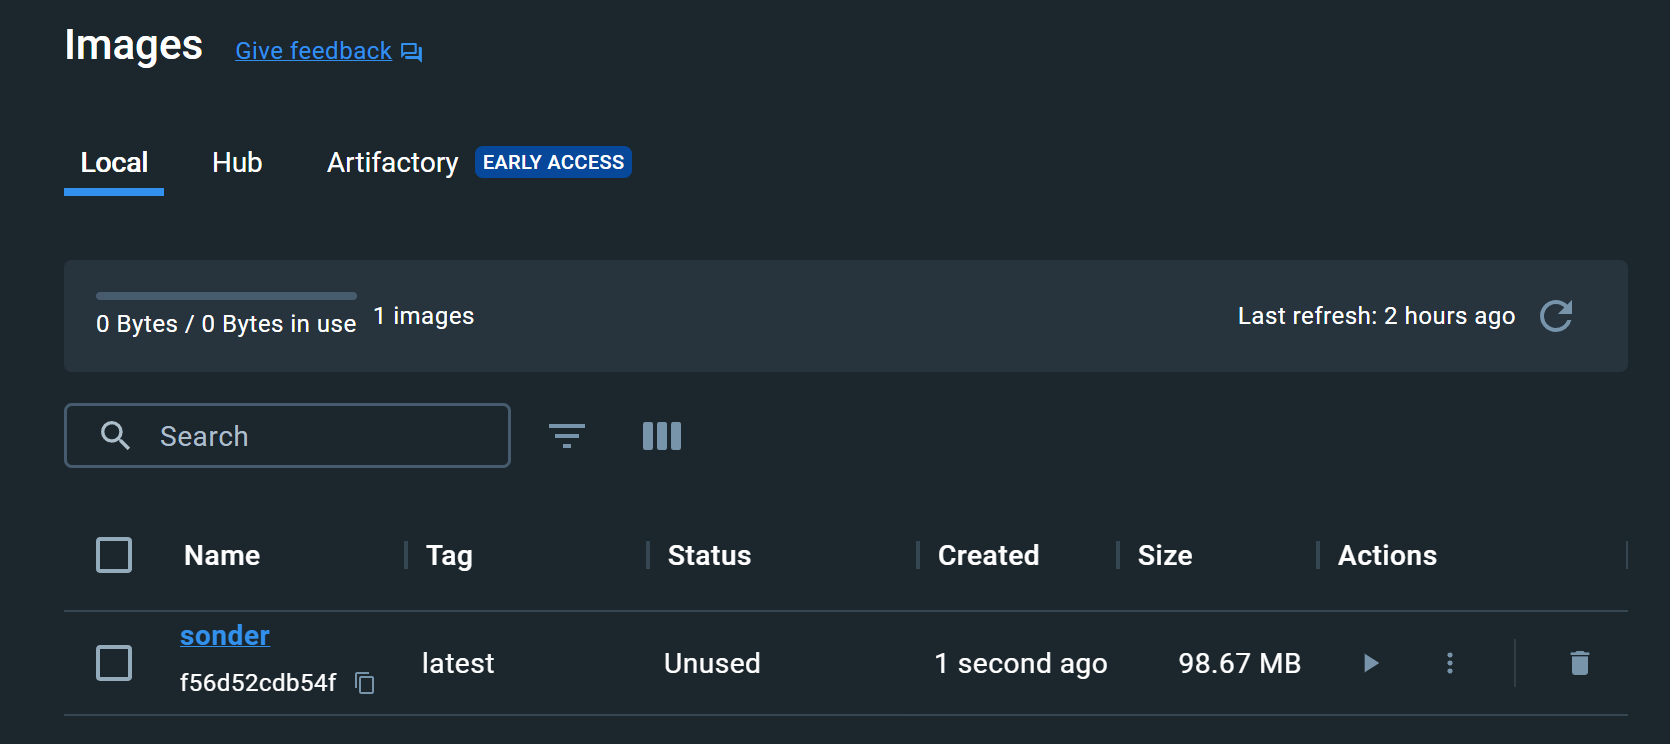 Images Give feedback
Local Hub Artifactory EARLY ACCESS
0 Bytes / 0 Bytes in use 1 images Last refresh: 2 hours ago
Search
Name Tag Status Created Size Actions
sonder
f56d52cdb54f latest Unused 1 second ago 98.67 MB